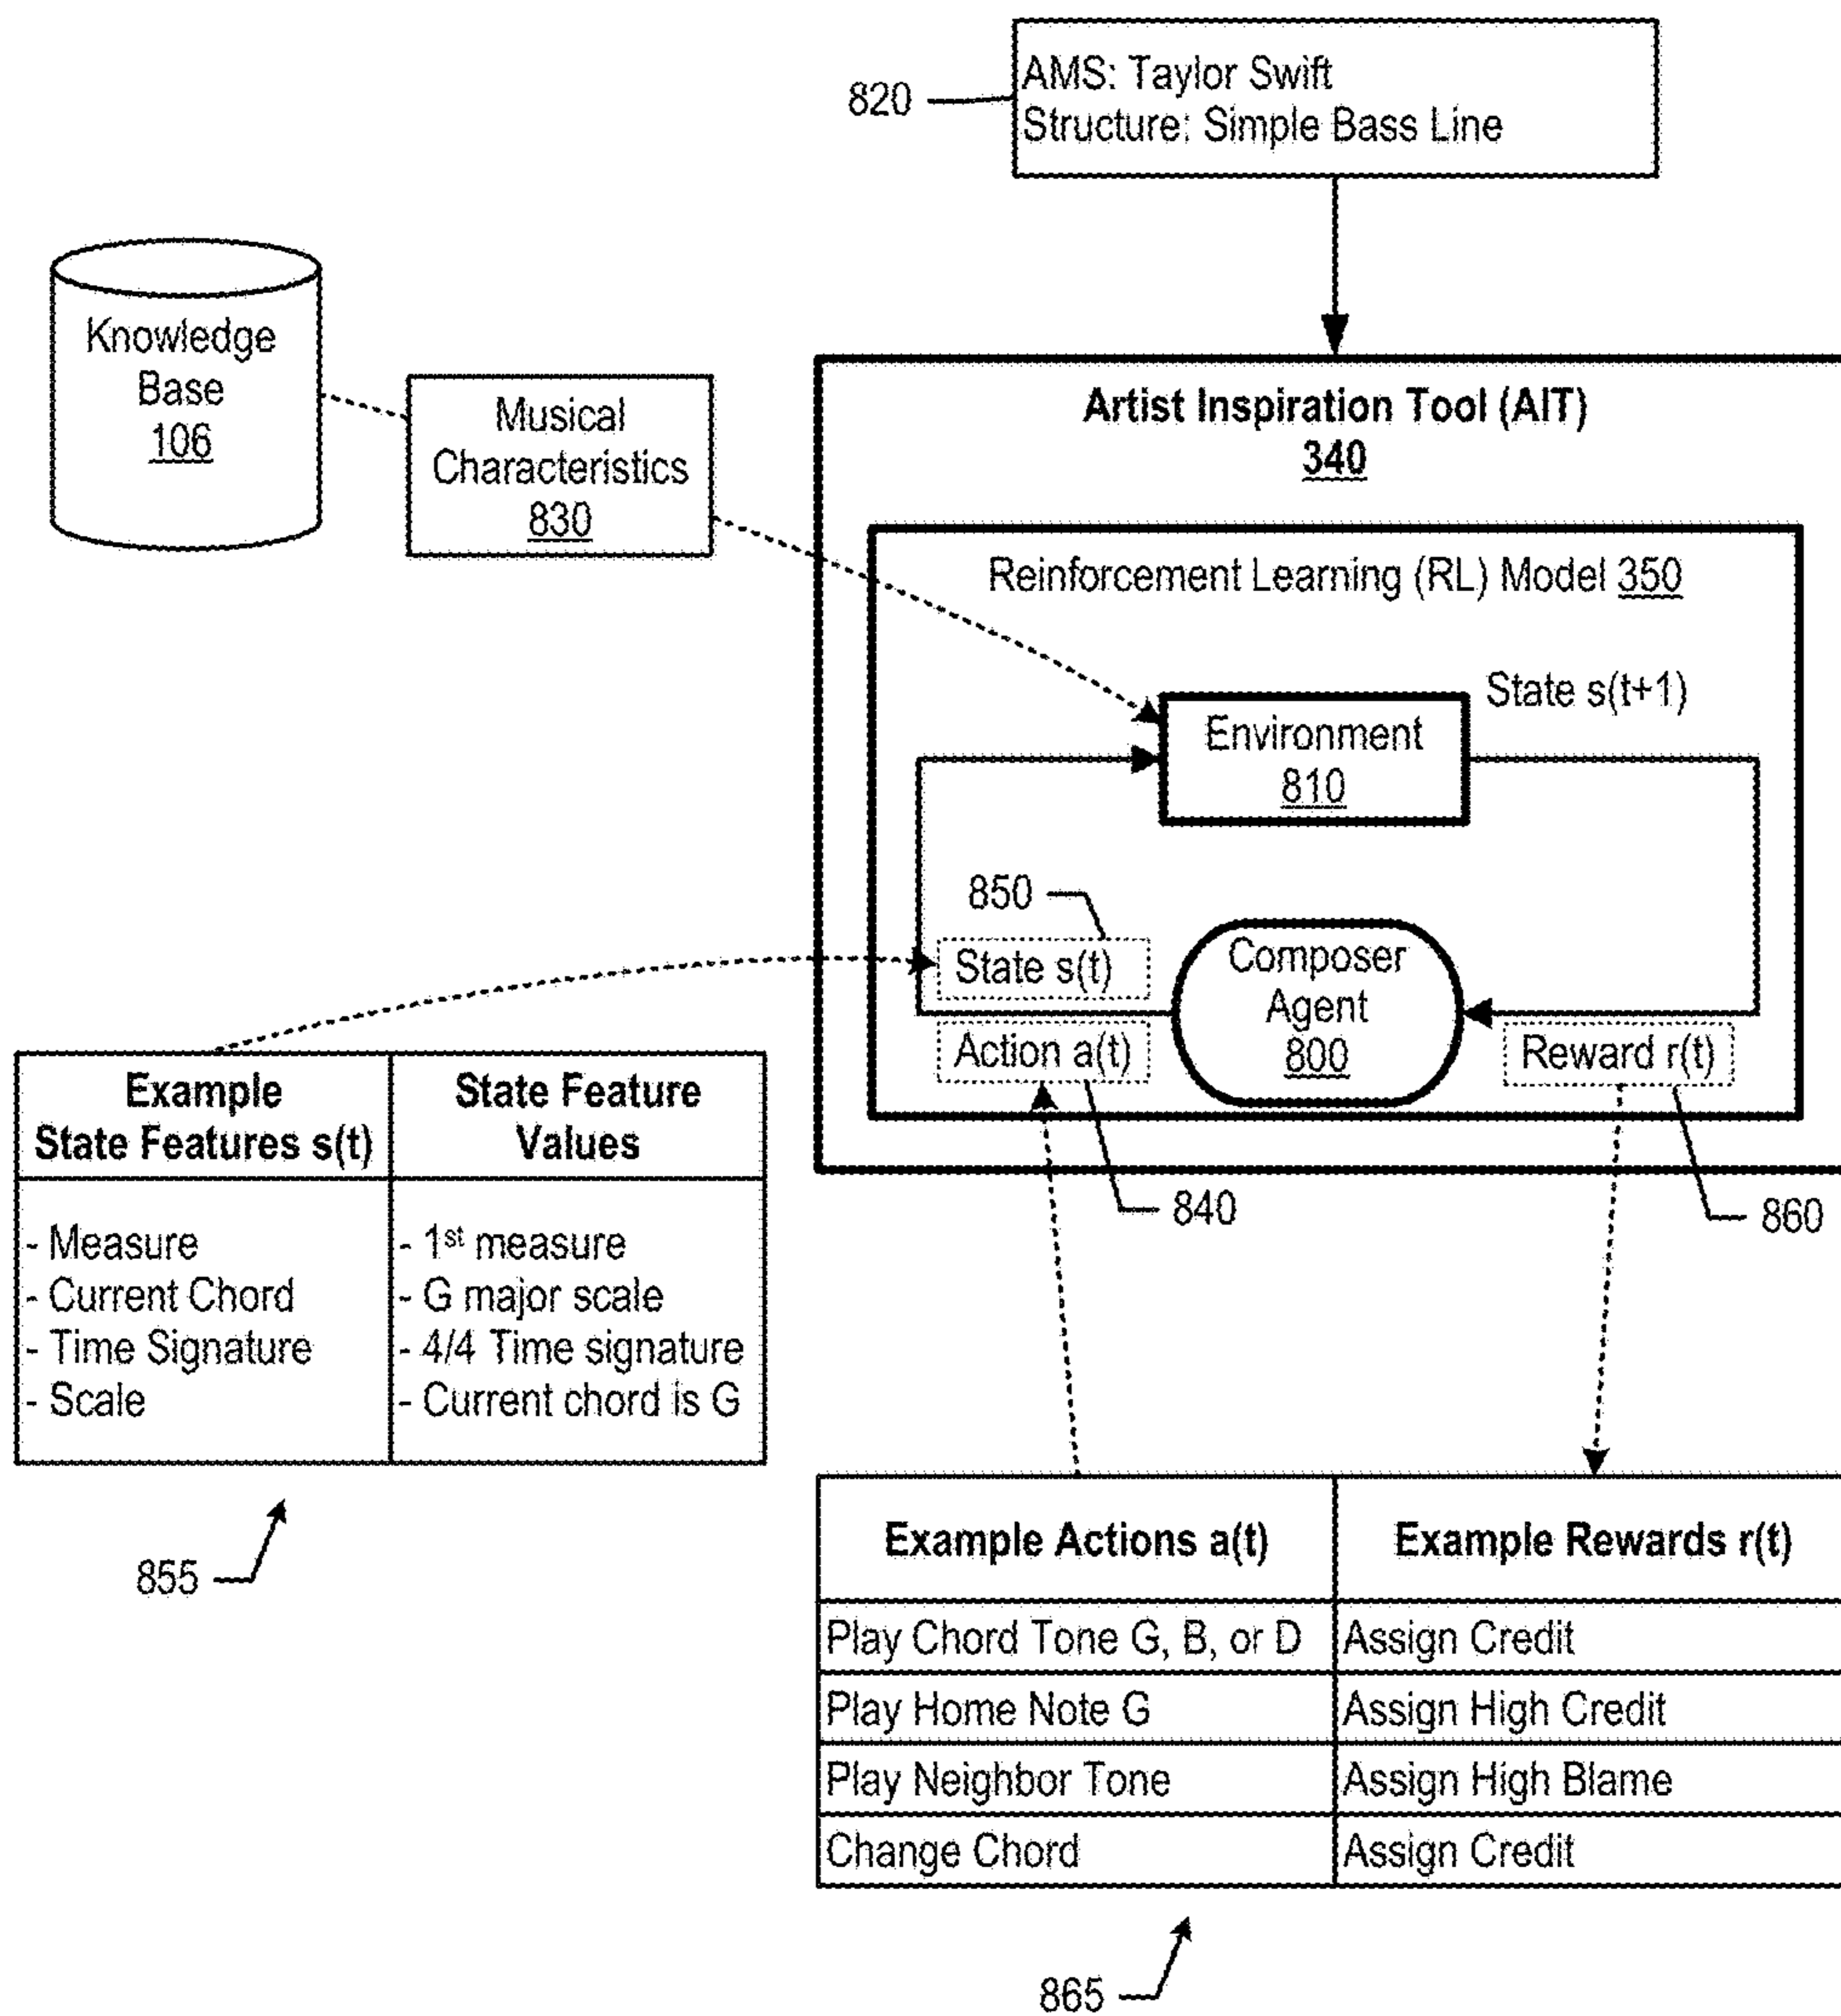 820
AMS: Taylor Swift
Structure: Simple Bass Line
Knowledge
Base
106
Musical
Characteristics
830
Artist Inspiration Tool (AIT)
340
Reinforcement Learning (RL) Model 350
State s(t+1)
Environment
810
850
State s(t)
Action a(t)
Composer
Agent
800
Reward r(t)
840
860
Example
State Features s(t)
State Feature
Values
- Measure
- Current Chord
- Time Signature
- Scale
- 1st measure
- G major scale
- 4/4 Time signature
- Current chord is G
855
Example Actions a(t)
Example Rewards r(t)
Play Chord Tone G, B, or D
Assign Credit
Play Home Note G
Assign High Credit
Play Neighbor Tone
Assign High Blame
Change Chord
Assign Credit
865